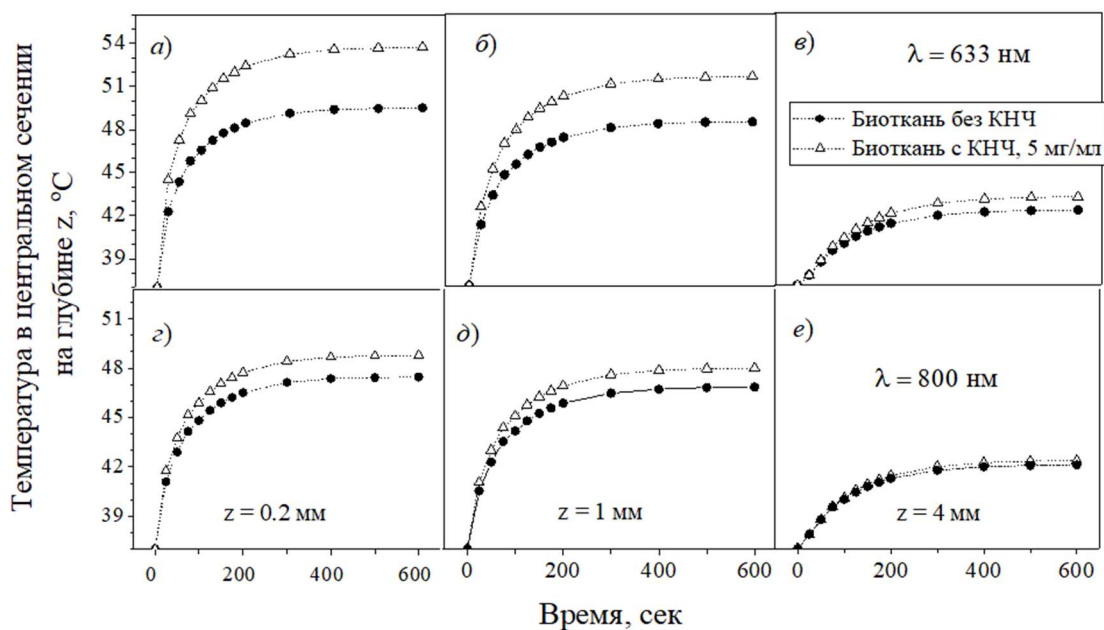 Температура в центральном сечении
на глубине z, °C
54
51
48
45
42
39
а)
б)
в)
λ = 633 нм
Биоткань без КНЧ
Биоткань с КНЧ, 5 мг/мл
51
48
45
42
39
г)
д)
е)
λ = 800 нм
z = 0.2 мм
z = 1 мм
z = 4 мм
0 200 400 600
0 200 400 600
0 200 400 600
Время, сек